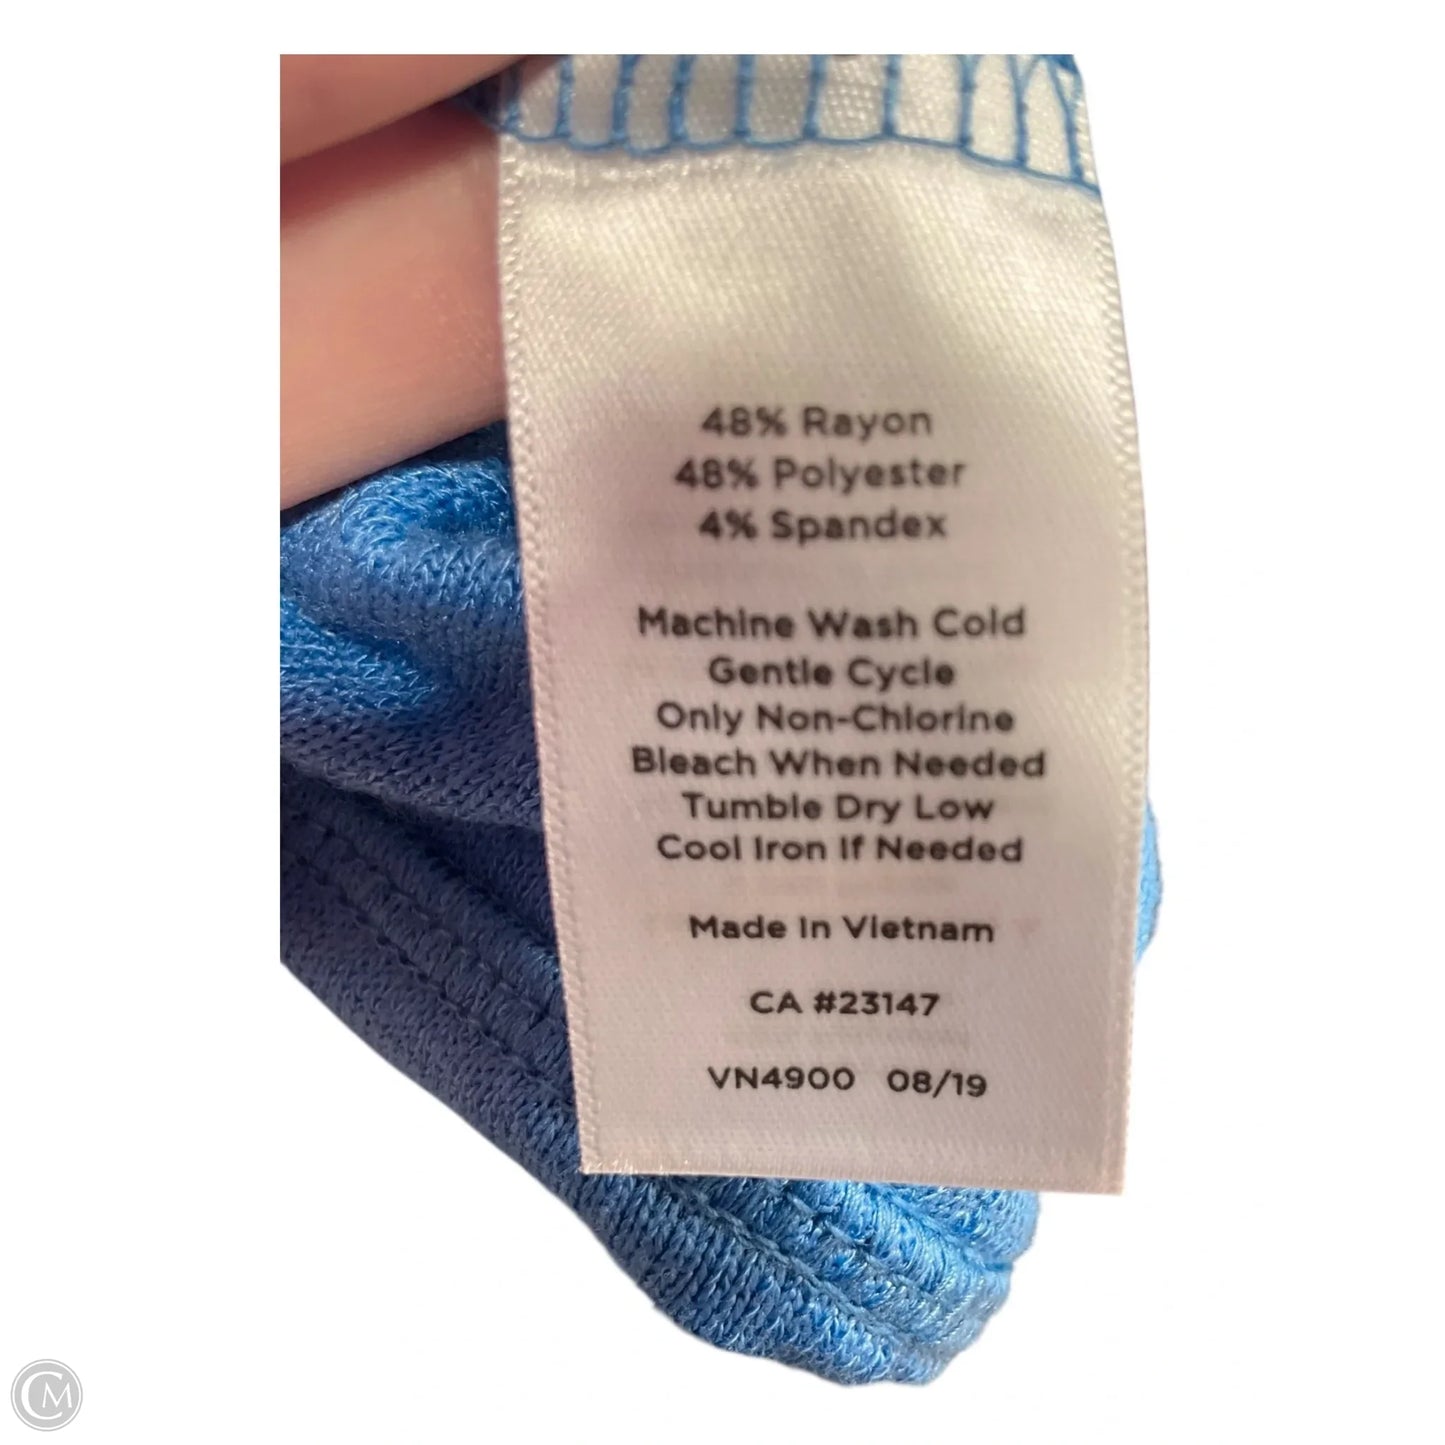 48% Rayon
48% Polyester
4% Spandex
Machine Wash Cold
Gentle Cycle
Only Non-Chlorine
Bleach When Needed
Tumble Dry Low
Cool Iron If Needed
Made In Vietnam
CA #23147
VN4900 08/19
CM